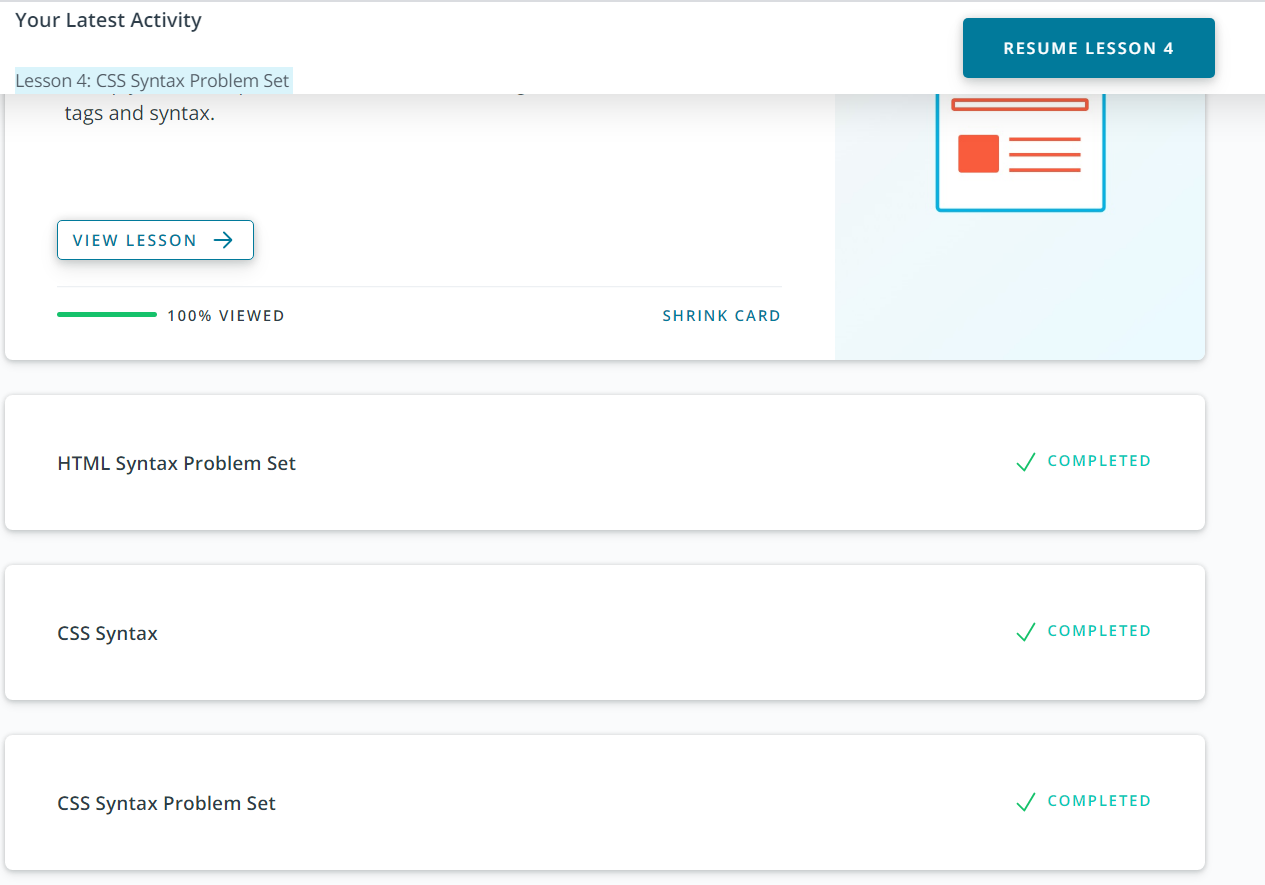 Your Latest Activity
RESUME LESSON 4
Lesson 4: CSS Syntax Problem Set
tags and syntax.
VIEW LESSON
100% VIEWED
SHRINK CARD
HTML Syntax Problem Set
COMPLETED
CSS Syntax
COMPLETED
CSS Syntax Problem Set
COMPLETED